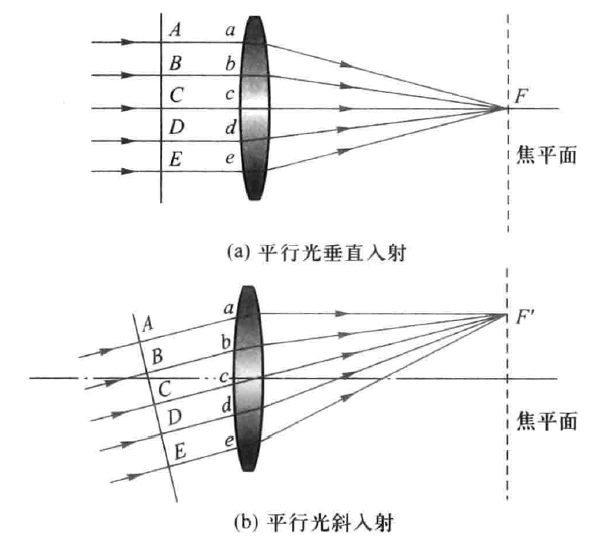 A a
B b
C c F
D d
E e 焦平面
(a) 平行光垂直入射
a
A F′
b
B
c
C
d
D 焦平面
e
E
(b) 平行光斜入射